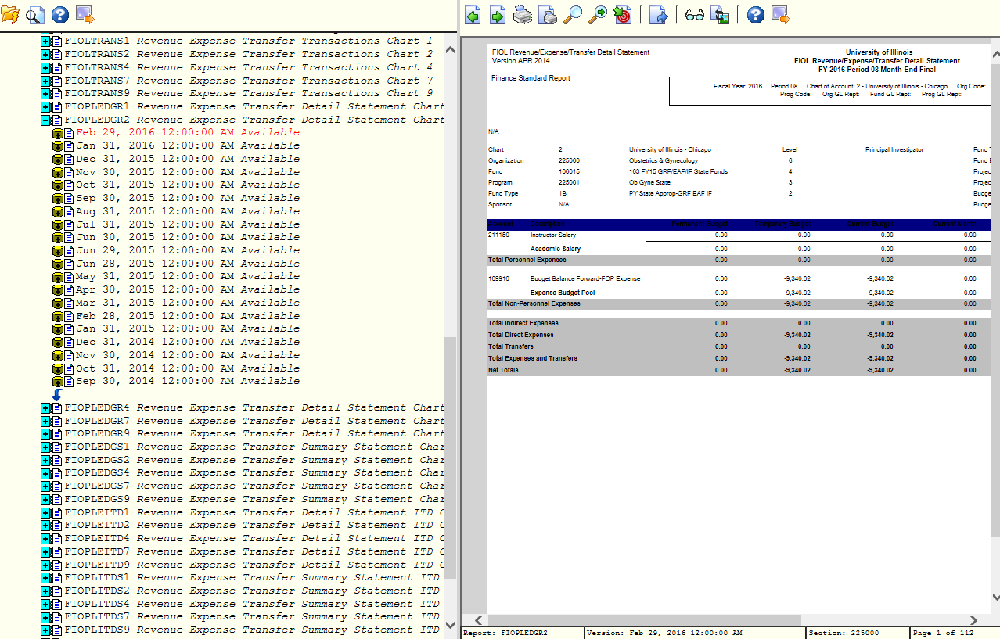 FIOLTRANS1 Revenue Expense Transfer Transactions Chart 1
FIOLTRANS2 Revenue Expense Transfer Transactions Chart 2
FIOLTRANS4 Revenue Expense Transfer Transactions Chart 4
FIOLTRANS7 Revenue Expense Transfer Transactions Chart 7
FIOLTRANS9 Revenue Expense Transfer Transactions Chart 9
FIOPLEDGR1 Revenue Expense Transfer Detail Statement Chart
FIOPLEDGR2 Revenue Expense Transfer Detail Statement Chart
Feb 29, 2016 12:00:00 AM Available
Jan 31, 2016 12:00:00 AM Available
Dec 31, 2015 12:00:00 AM Available
Nov 30, 2015 12:00:00 AM Available
Oct 31, 2015 12:00:00 AM Available
Sep 30, 2015 12:00:00 AM Available
Aug 31, 2015 12:00:00 AM Available
Jul 31, 2015 12:00:00 AM Available
Jun 30, 2015 12:00:00 AM Available
Jun 29, 2015 12:00:00 AM Available
Jun 28, 2015 12:00:00 AM Available
May 31, 2015 12:00:00 AM Available
Apr 30, 2015 12:00:00 AM Available
Mar 31, 2015 12:00:00 AM Available
Feb 28, 2015 12:00:00 AM Available
Jan 31, 2015 12:00:00 AM Available
Dec 31, 2014 12:00:00 AM Available
Nov 30, 2014 12:00:00 AM Available
Oct 31, 2014 12:00:00 AM Available
Sep 30, 2014 12:00:00 AM Available
FIOPLEDGR4 Revenue Expense Transfer Detail Statement Chart
FIOPLEDGR7 Revenue Expense Transfer Detail Statement Chart
FIOPLEDGR9 Revenue Expense Transfer Detail Statement Chart
FIOPLEDGS1 Revenue Expense Transfer Summary Statement Char
FIOPLEDGS2 Revenue Expense Transfer Summary Statement Char
FIOPLEDGS4 Revenue Expense Transfer Summary Statement Char
FIOPLEDGS7 Revenue Expense Transfer Summary Statement Char
FIOPLEDGS9 Revenue Expense Transfer Summary Statement Char
FIOPLEITD1 Revenue Expense Transfer Detail Statement ITD C
FIOPLEITD2 Revenue Expense Transfer Detail Statement ITD C
FIOPLEITD4 Revenue Expense Transfer Detail Statement ITD C
FIOPLEITD7 Revenue Expense Transfer Detail Statement ITD C
FIOPLEITD9 Revenue Expense Transfer Detail Statement ITD C
FIOPLITDS1 Revenue Expense Transfer Summary Statement ITD
FIOPLITDS2 Revenue Expense Transfer Summary Statement ITD
FIOPLITDS4 Revenue Expense Transfer Summary Statement ITD
FIOPLITDS7 Revenue Expense Transfer Summary Statement ITD
FIOPLITDS9 Revenue Expense Transfer Summary Statement ITD
FIOL Revenue/Expense/Transfer Detail Statement
Version APR 2014
Finance Standard Report
University of Illinois
FIOL Revenue/Expense/Transfer Detail Statement
FY 2016 Period 08 Month-End Final
Fiscal Year: 2016 Period 08 Chart of Account: 2 - University of Illinois - Chicago Org Code:
Prog Code: Org GL Rept: Fund GL Rept: Prog GL Rept:
N/A
Chart 2 University of Illinois - Chicago Level Principal Investigator Fund T
Organization 225000 Obstetrics & Gynecology 6 Fund E
Fund 100015 103 FY15 GRF/EAF/IF State Funds 4 Projec
Program 225001 Ob Gyne State 3 Projec
Fund Type 1B PY State Approp-GRF EAF IF 2 Budge
Sponsor N/A Budge
Account Description Permanent Budget Temporary Budget Current Budget Current Month
211150 Instructor Salary 0.00 0.00 0.00 0.00
Academic Salary 0.00 0.00 0.00 0.00
Total Personnel Expenses 0.00 0.00 0.00 0.00
109910 Budget Balance Forward-FOP Expense 0.00 -9,340.02 -9,340.02 0.00
Expense Budget Pool 0.00 -9,340.02 -9,340.02 0.00
Total Non-Personnel Expenses 0.00 -9,340.02 -9,340.02 0.00
Total Indirect Expenses 0.00 0.00 0.00 0.00
Total Direct Expenses 0.00 -9,340.02 -9,340.02 0.00
Total Transfers 0.00 0.00 0.00 0.00
Total Expenses and Transfers 0.00 -9,340.02 -9,340.02 0.00
Net Totals 0.00 -9,340.02 -9,340.02 0.00
Report: FIOPLEDGR2 Version: Feb 29, 2016 12:00:00 AM Section: 225000 Page 1 of 112